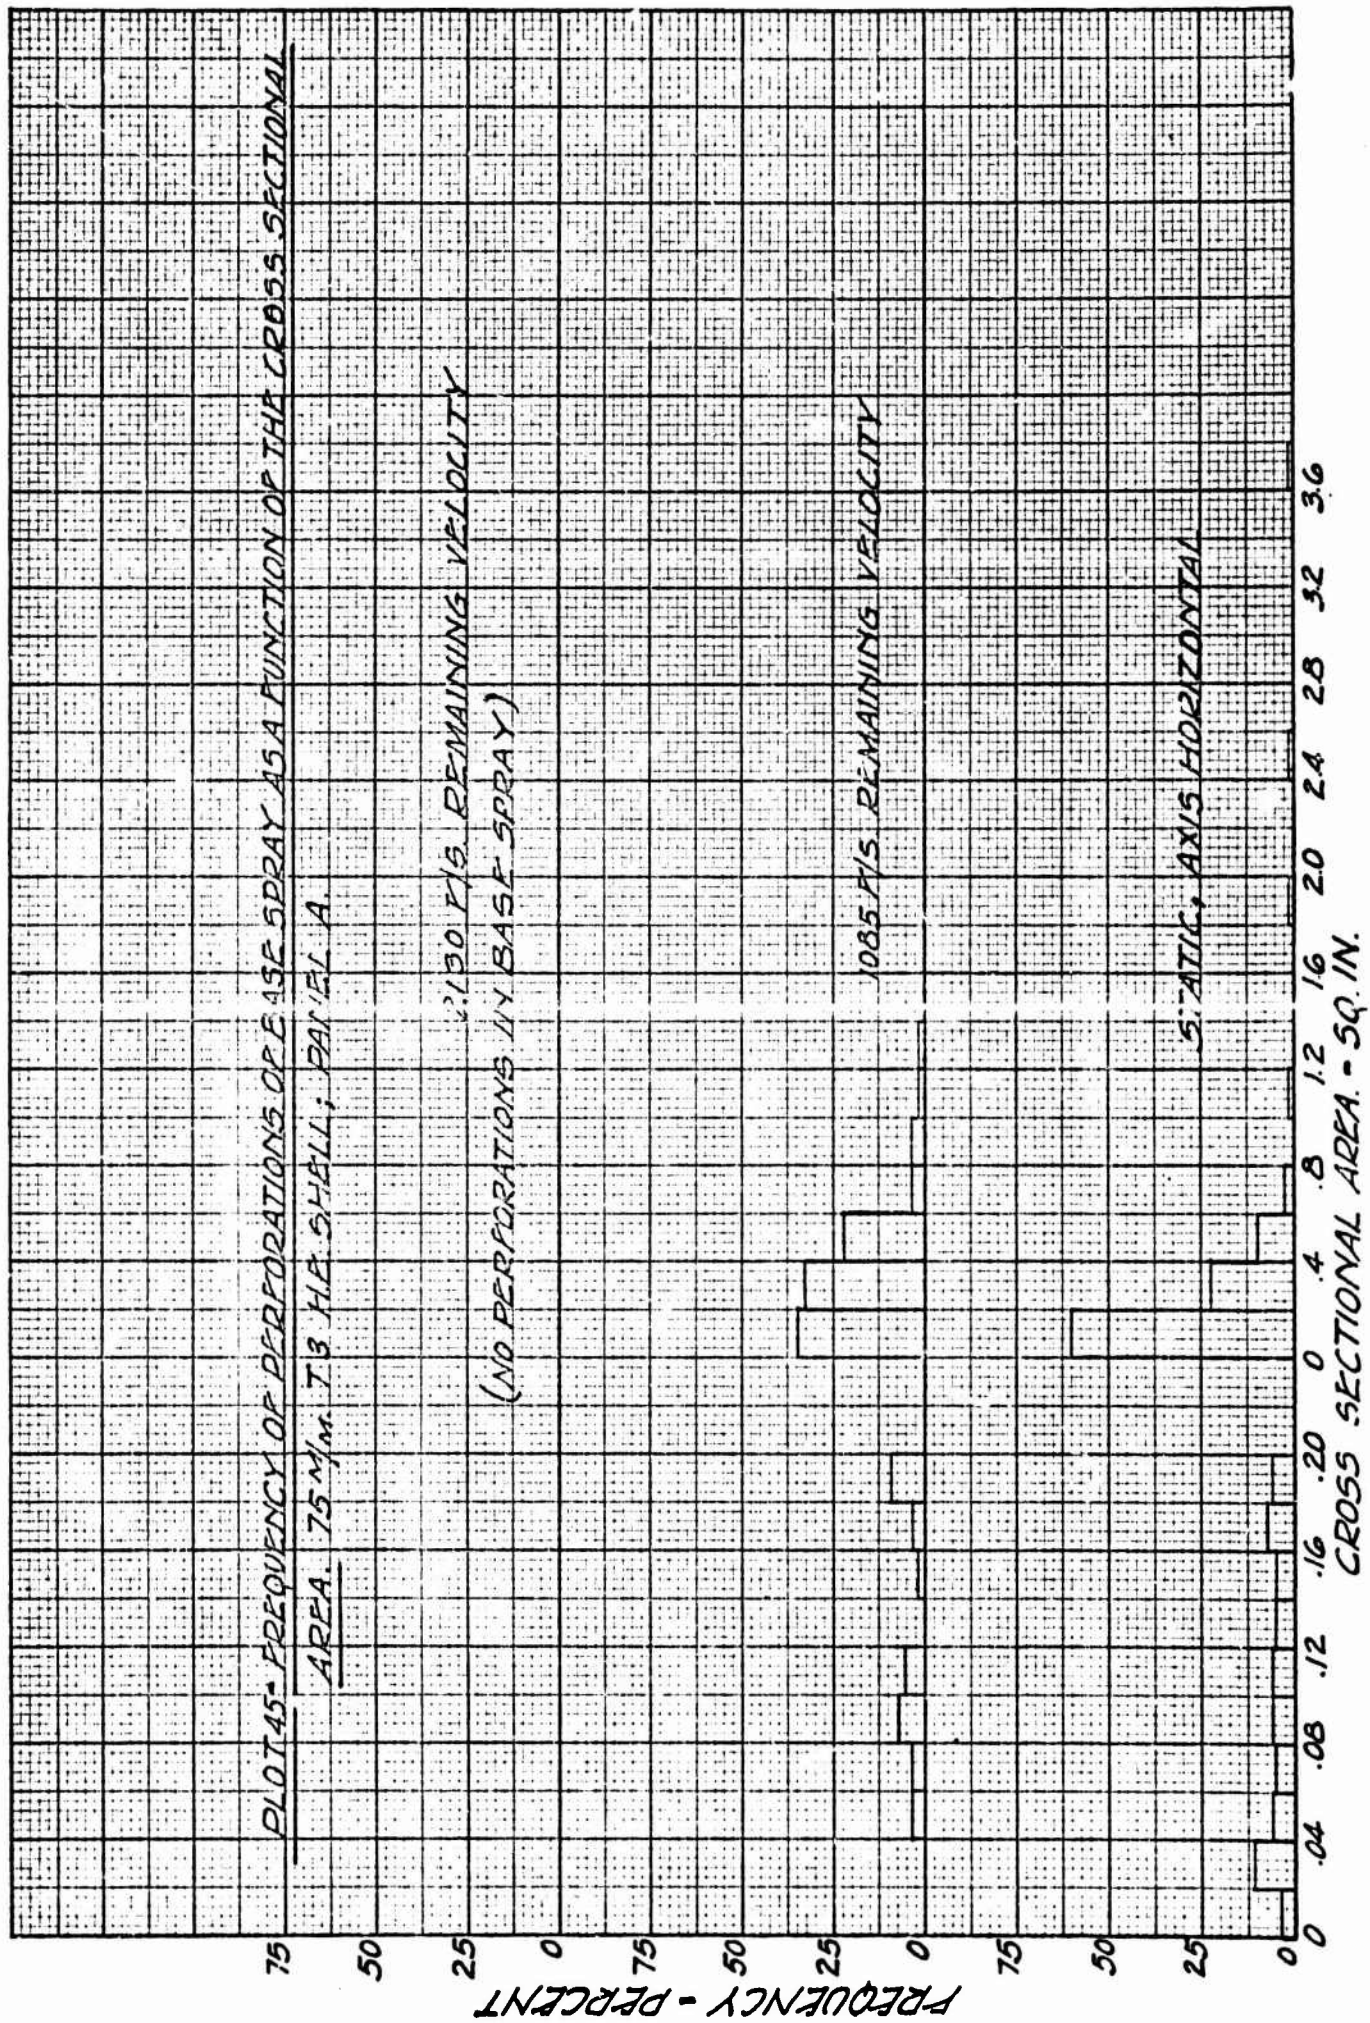 PLOT 45- FREQUENCY OF PERFORATIONS OF BASE SPRAY AS A FUNCTION OF THE CROSS SECTIONAL
AREA. 75 M/M. T3 H.E. SHELL; PANEL A.
2130 F/S. REMAINING VELOCITY
(NO PERFORATIONS IN BASE SPRAY)
1085 F/S. REMAINING VELOCITY
STATIC, AXIS HORIZONTAL
FREQUENCY - PERCENT
75
50
25
0
75
50
25
0
75
50
25
0
0 .04 .08 .12 .16 .20 0 .4 .8 1.2 1.6 2.0 2.4 2.8 3.2 3.6
CROSS SECTIONAL AREA. - SQ. IN.